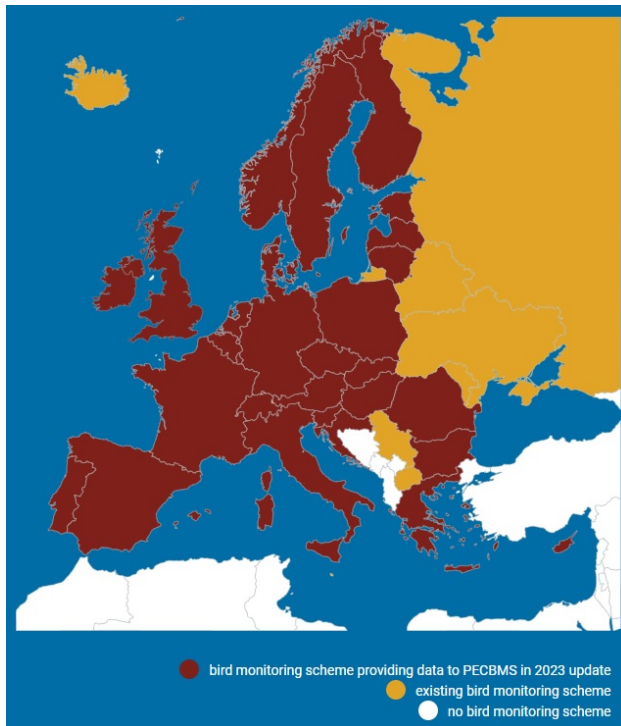 bird monitoring scheme providing data to PECBMS in 2023 update
existing bird monitoring scheme
no bird monitoring scheme